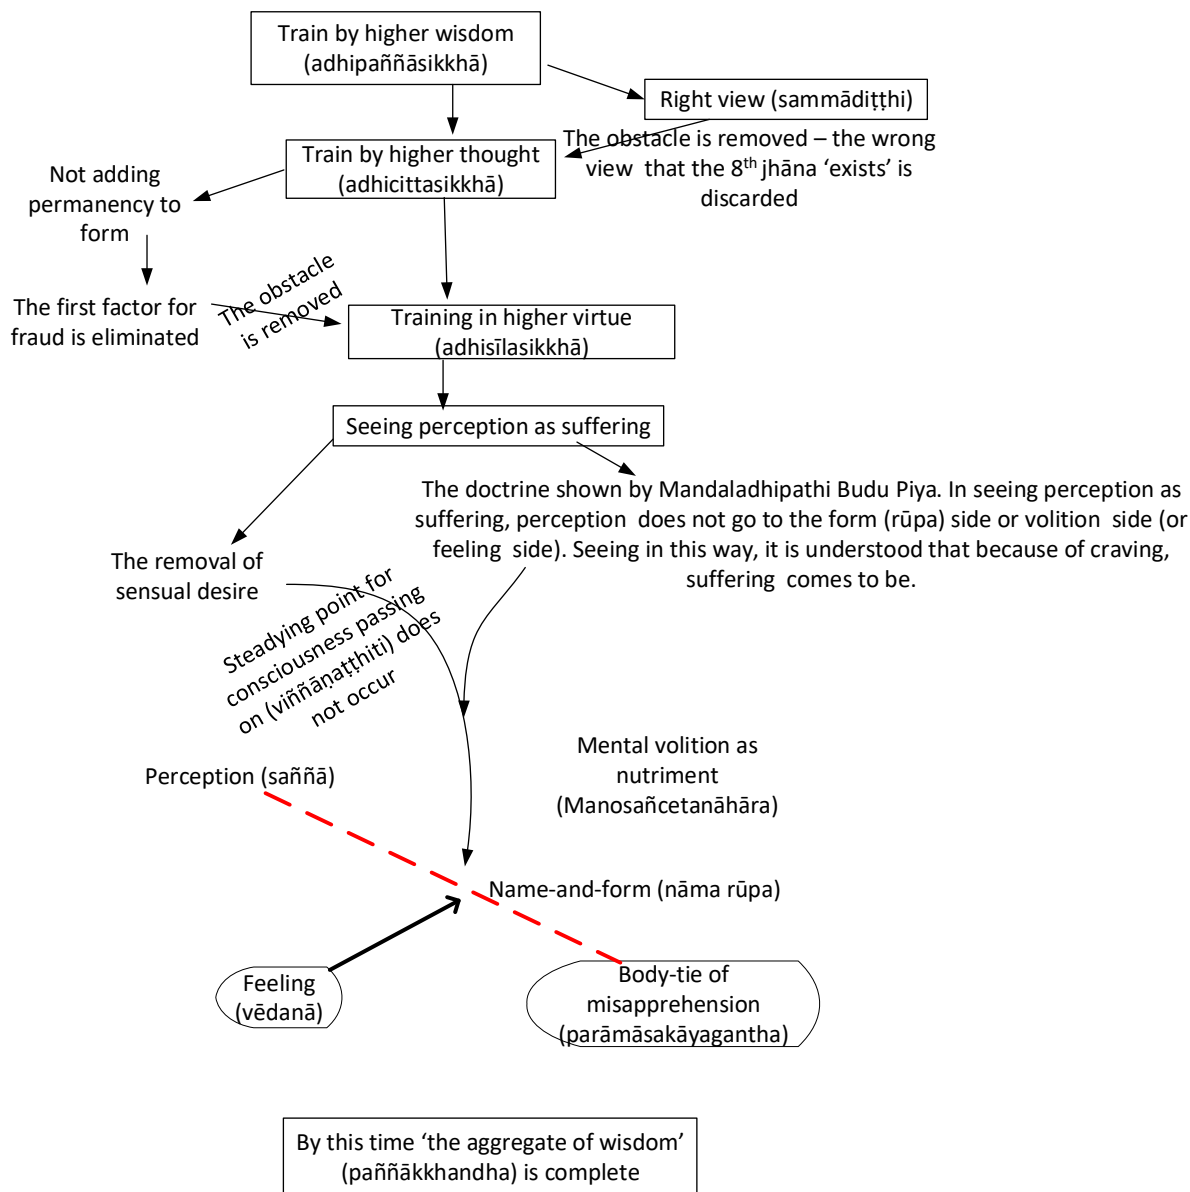 Train by higher wisdom
(adhipaññāsikkhā)
Right view (sammādiṭṭhi)
The obstacle is removed – the wrong
view that the 8th jhāna ‘exists’ is
discarded
Train by higher thought
(adhicittasikkhā)
Not adding
permanency to
form
The first factor for
fraud is eliminated
The obstacle
is removed
Training in higher virtue
(adhisīlasikkhā)
Seeing perception as suffering
The doctrine shown by Mandaladhipathi Budu Piya. In seeing perception as
suffering, perception does not go to the form (rūpa) side or volition side (or
feeling side). Seeing in this way, it is understood that because of craving,
suffering comes to be.
The removal of
sensual desire
Steadying point for
consciousness passing
on (viññāṇaṭṭhiti) does
not occur
Mental volition as
nutriment
(Manosañcetanāhāra)
Perception (saññā)
Name-and-form (nāma rūpa)
Feeling
(vēdanā)
Body-tie of
misapprehension
(parāmāsakāyagantha)
By this time ‘the aggregate of wisdom’
(paññākkhandha) is complete